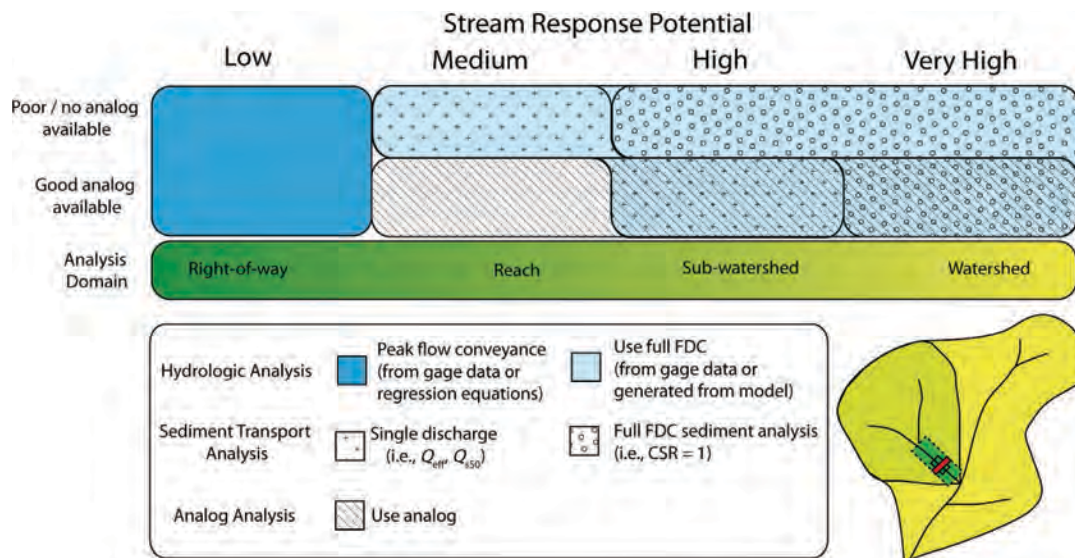 Stream Response Potential
Low
Medium
High
Very High
Poor / no analog
available
Good analog
available
Analysis
Domain
Right-of-way
Reach
Sub-watershed
Watershed
Hydrologic Analysis
Peak flow conveyance
(from gage data or
regression equations)
Use full FDC
(from gage data or
generated from model)
Sediment Transport
Analysis
Single discharge
(i.e., Qeff, Qs50)
Full FDC sediment analysis
(i.e., CSR = 1)
Analog Analysis
Use analog